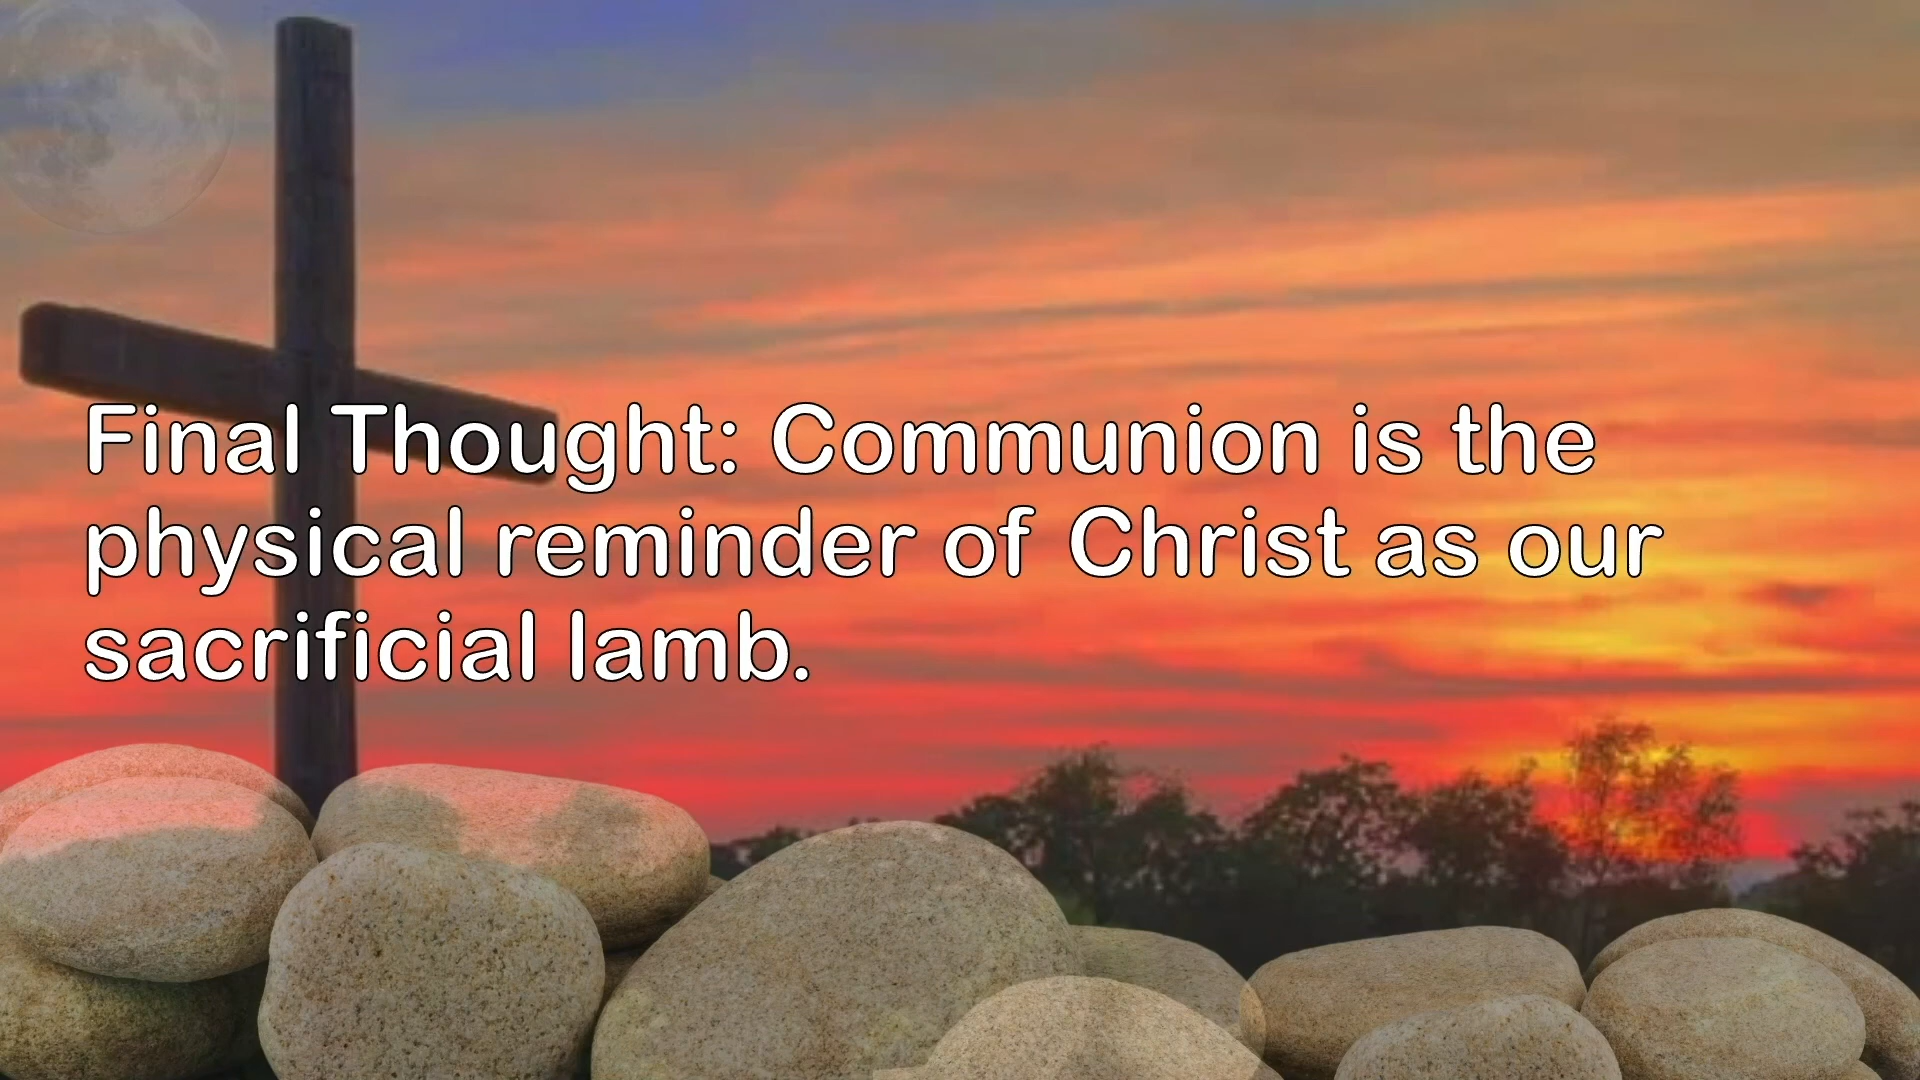 Final Thought: Communion is the
physical reminder of Christ as our
sacrificial lamb.